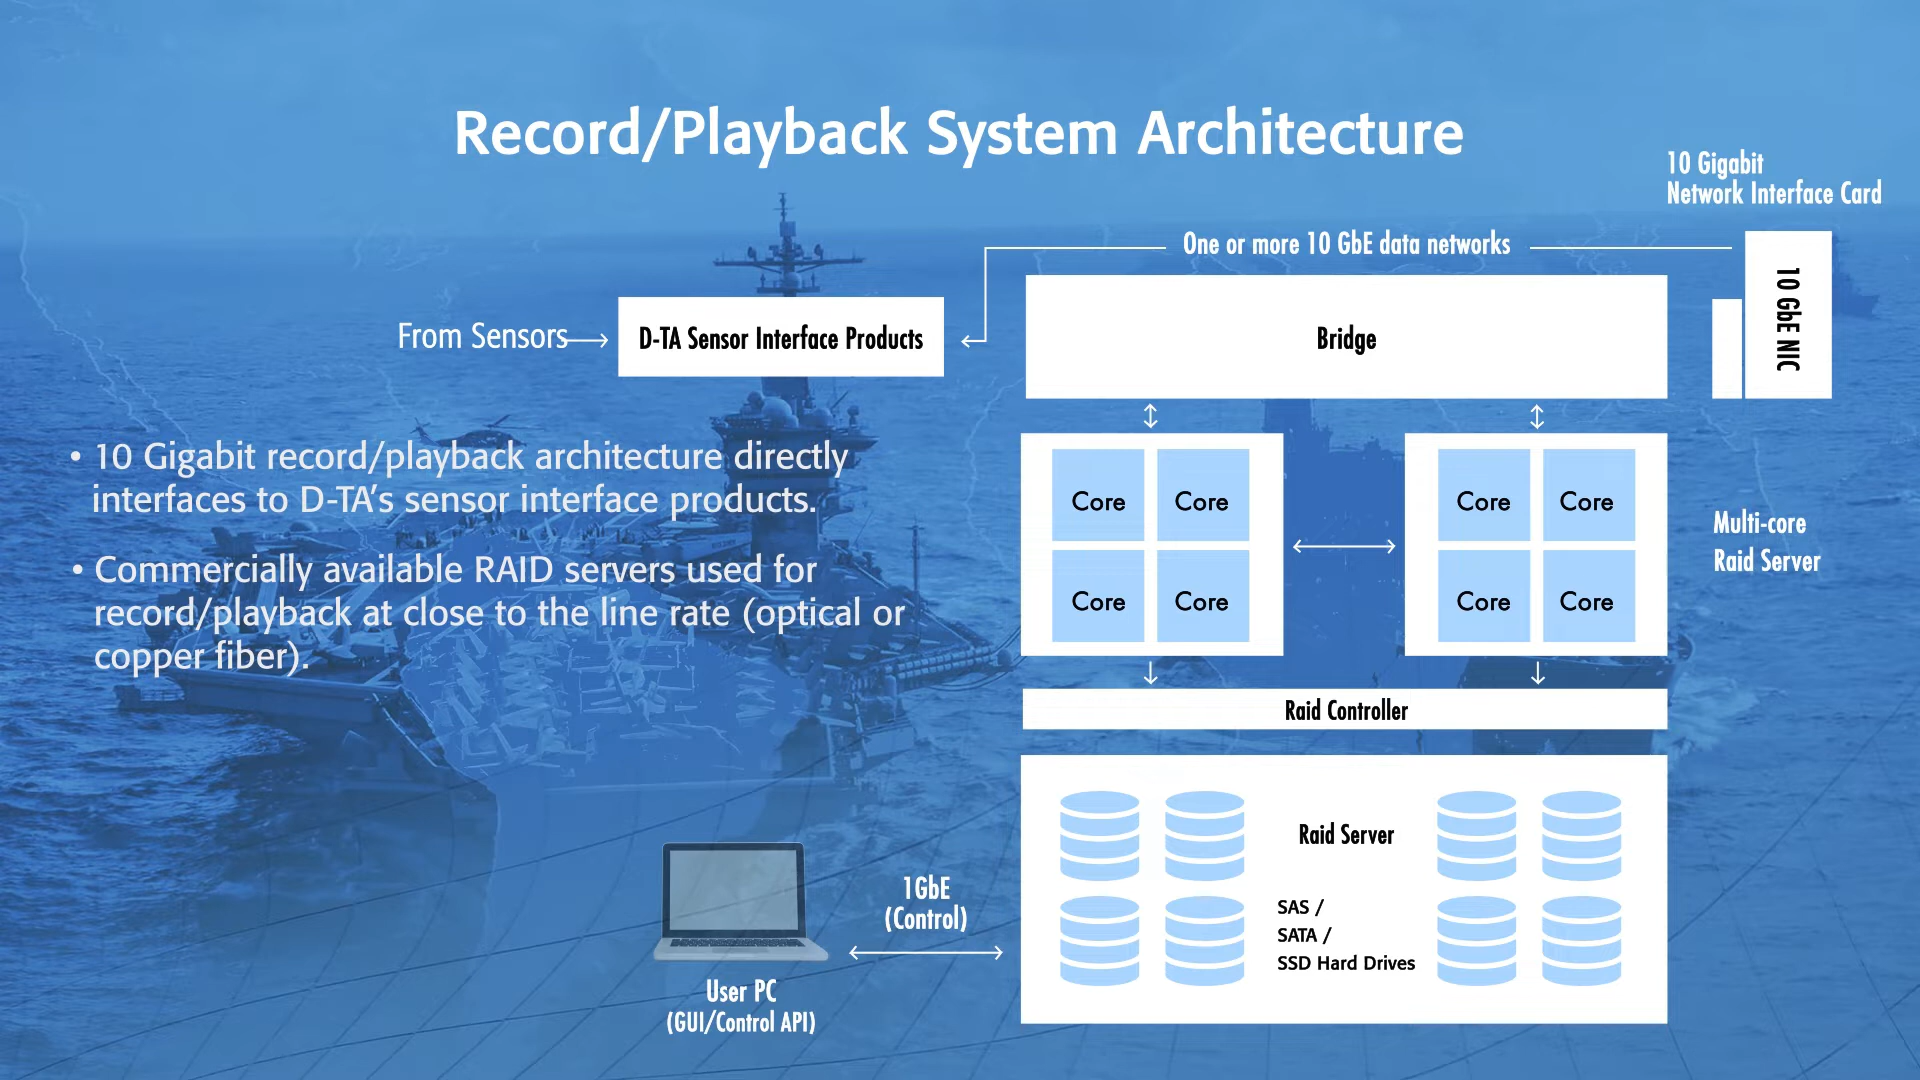 Record/Playback System Architecture
10 Gigabit
Network Interface Card
One or more 10 GbE data networks
10 GbE NIC
From Sensors
D-TA Sensor Interface Products
Bridge
• 10 Gigabit record/playback architecture directly
interfaces to D-TA’s sensor interface products.
• Commercially available RAID servers used for
record/playback at close to the line rate (optical or
copper fiber).
Core Core Core Core
Core Core Core Core
Multi-core
Raid Server
Raid Controller
Raid Server
SAS /
SATA /
SSD Hard Drives
1GbE
(Control)
User PC
(GUI/Control API)